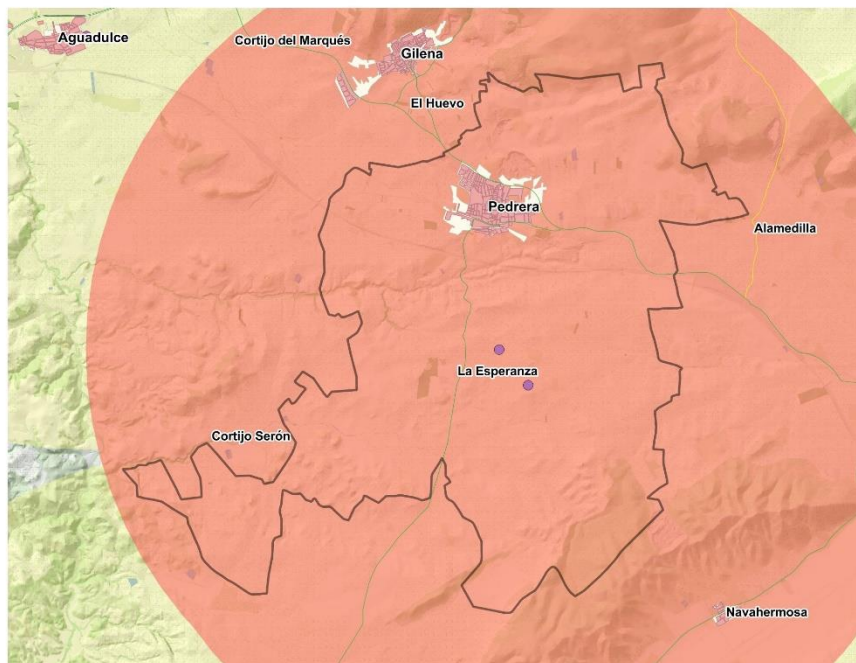 Aguadulce
Cortijo del Marqués
Gilena
El Huevo
Pedrera
Alamedilla
La Esperanza
Cortijo Serón
Navahermosa